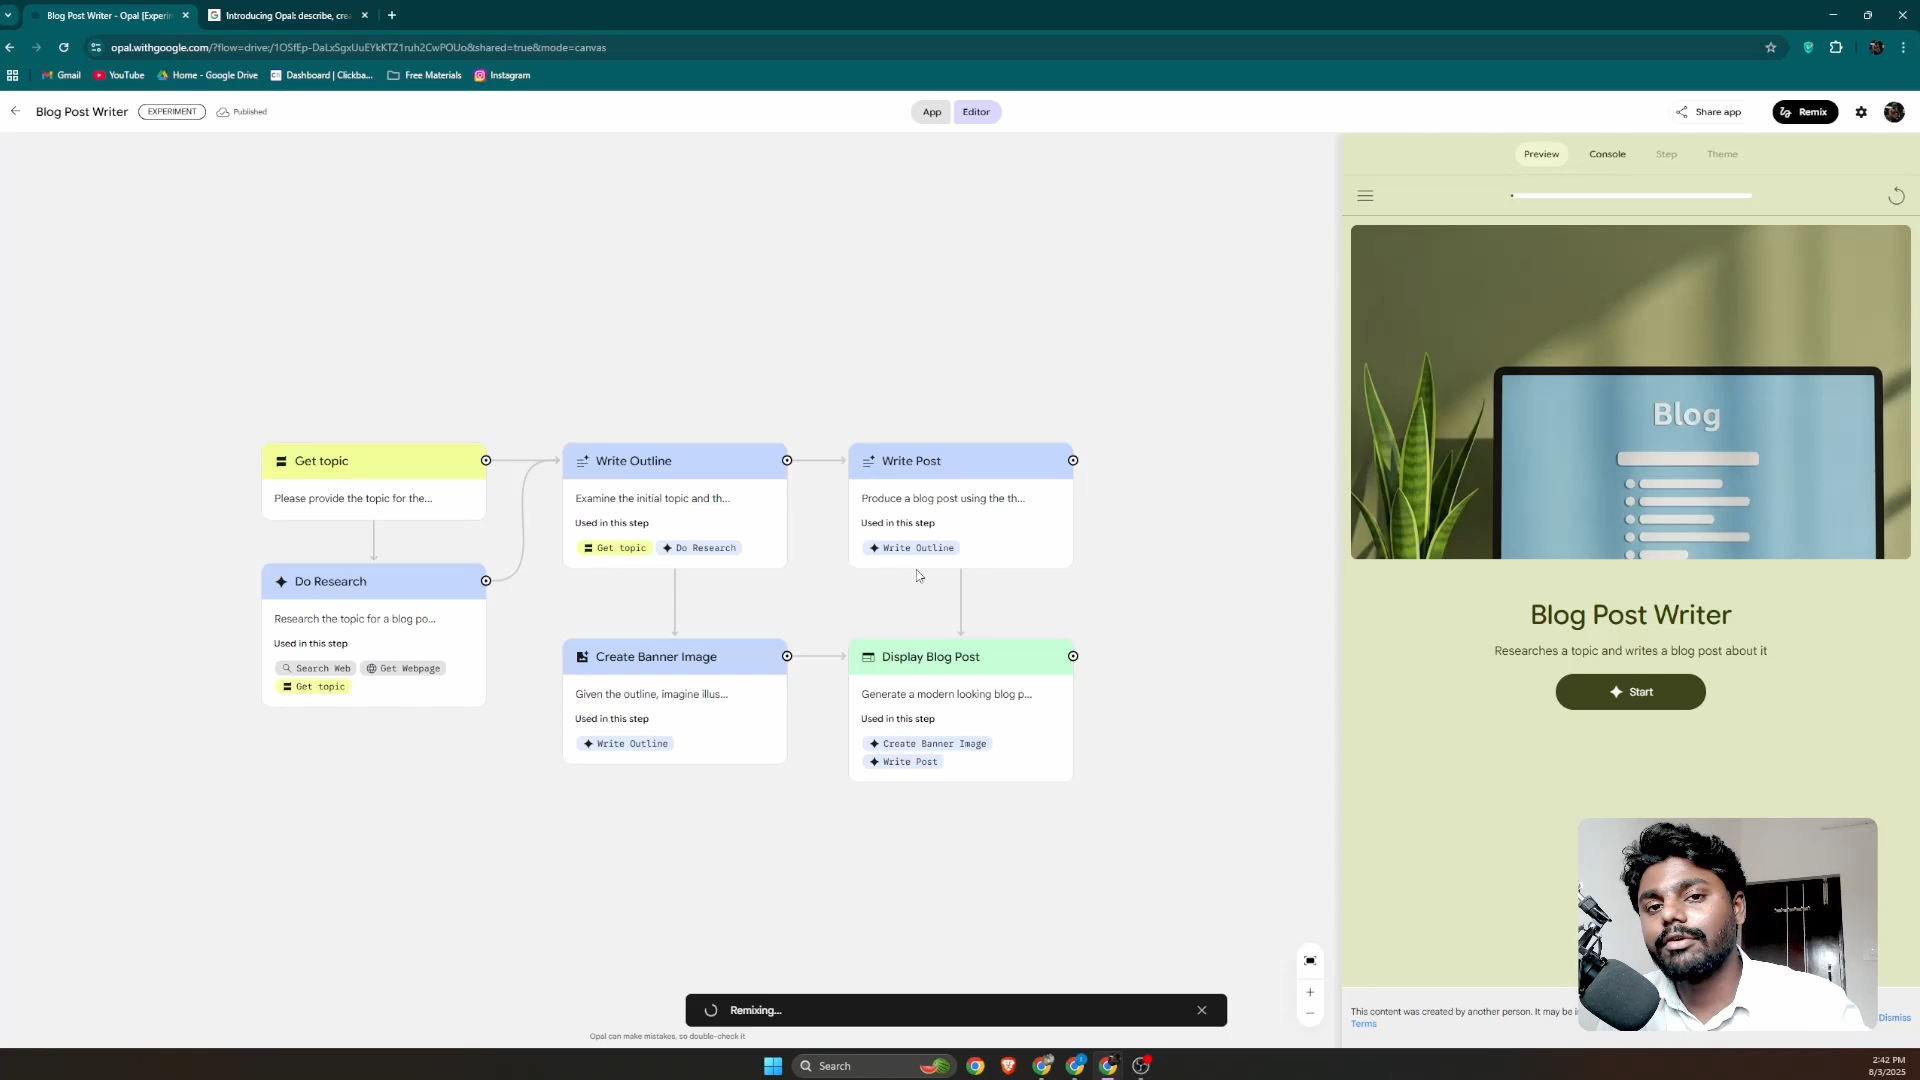 Blog Post Writer - Opal [Experim
Introducing Opal: describe, cre
opal.withgoogle.com/?flow=drive:/1OSfEp-DaLxSgxUuEYkKTZ1ruh2CwPOUo&shared=true&mode=canvas
Gmail
YouTube
Home - Google Drive
Dashboard | Clickba...
Free Materials
Instagram
Blog Post Writer
EXPERIMENT
Published
App
Editor
Share app
Remix
Preview
Console
Step
Theme
Get topic
Please provide the topic for the...
Do Research
Research the topic for a blog po...
Used in this step
Search Web
Get Webpage
Get topic
Write Outline
Examine the initial topic and th...
Used in this step
Get topic
Do Research
Write Post
Produce a blog post using the th...
Used in this step
Write Outline
Create Banner Image
Given the outline, imagine illus...
Used in this step
Write Outline
Display Blog Post
Generate a modern looking blog p...
Used in this step
Create Banner Image
Write Post
Blog
Blog Post Writer
Researches a topic and writes a blog post about it
Start
Remixing...
Opal can make mistakes, so double-check it
This content was created by another person. It may be i
Terms
Dismiss
Search
2:42 PM
8/3/2025